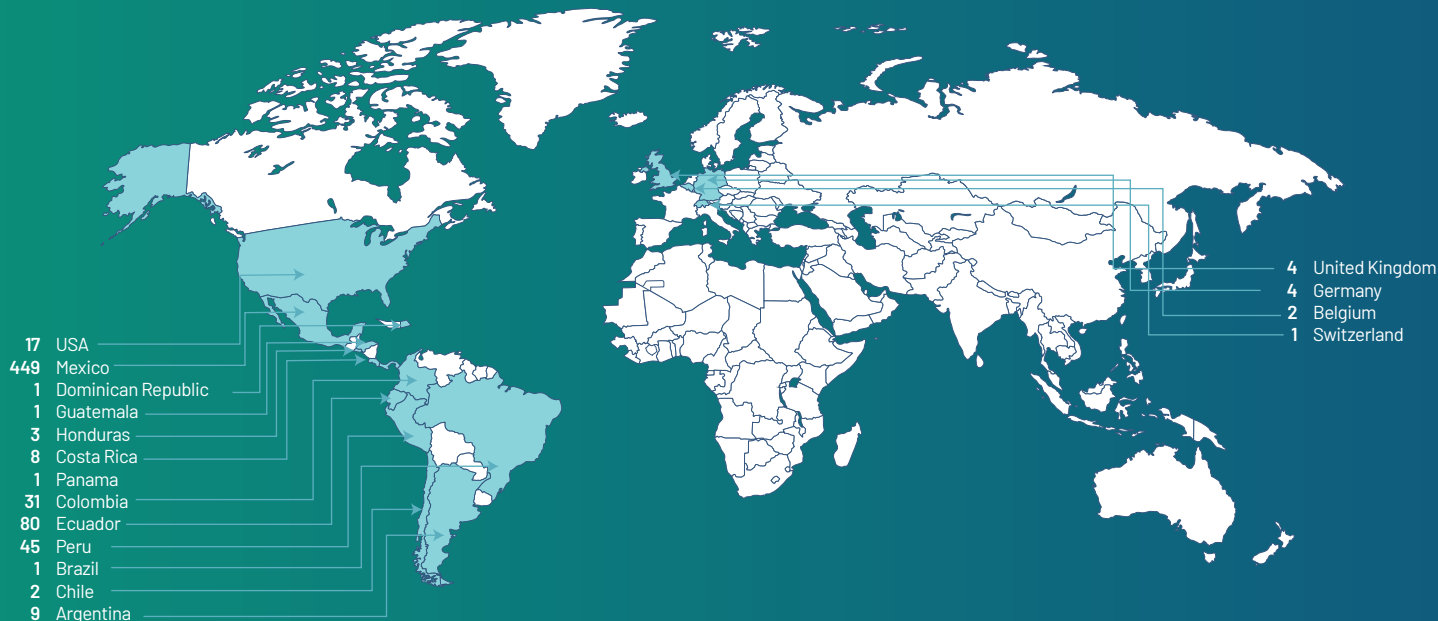 17 USA
449 Mexico
1 Dominican Republic
1 Guatemala
3 Honduras
8 Costa Rica
1 Panama
31 Colombia
80 Ecuador
45 Peru
1 Brazil
2 Chile
9 Argentina
4 United Kingdom
4 Germany
2 Belgium
1 Switzerland